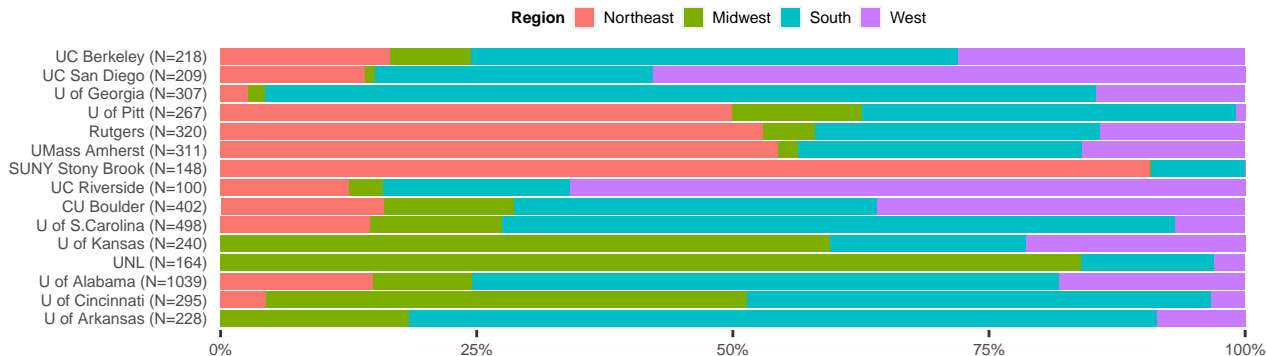 Region Northeast Midwest South West
UC Berkeley (N=218)
UC San Diego (N=209)
U of Georgia (N=307)
U of Pitt (N=267)
Rutgers (N=320)
UMass Amherst (N=311)
SUNY Stony Brook (N=148)
UC Riverside (N=100)
CU Boulder (N=402)
U of S.Carolina (N=498)
U of Kansas (N=240)
UNL (N=164)
U of Alabama (N=1039)
U of Cincinnati (N=295)
U of Arkansas (N=228)
0% 25% 50% 75% 100%